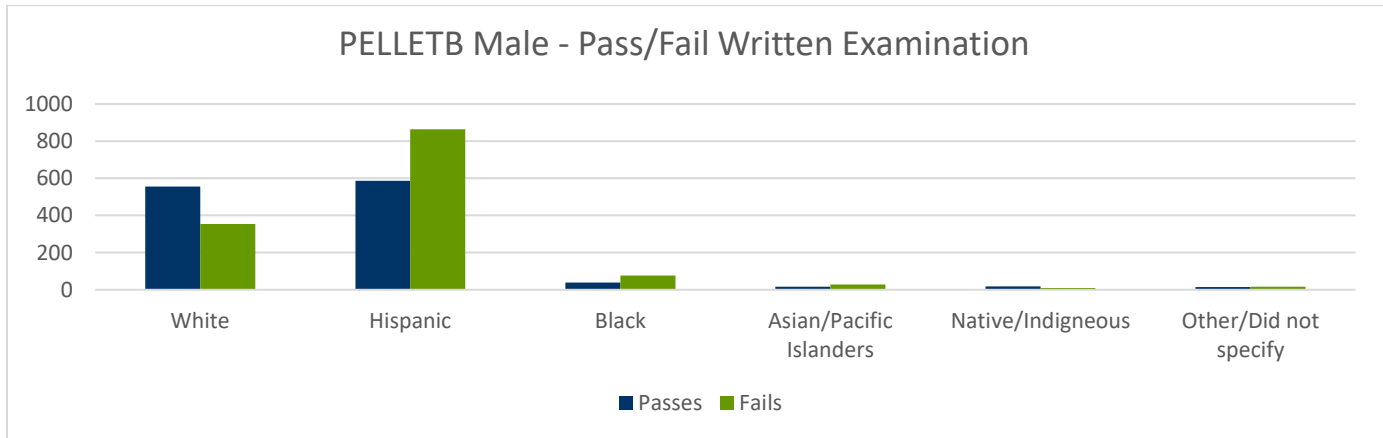 PELLETB Male - Pass/Fail Written Examination
1000
800
600
400
200
0
White
Hispanic
Black
Asian/Pacific
Islanders
Native/Indigneous
Other/Did not
specify
Passes
Fails